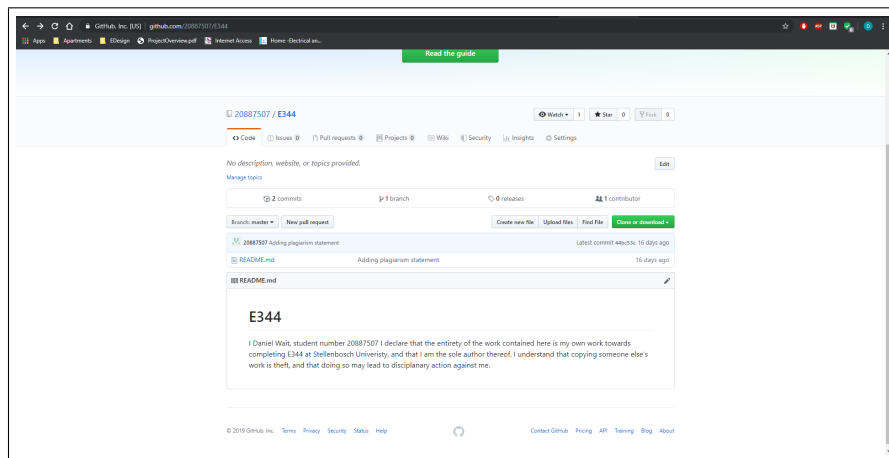 GitHub, Inc. [US] | github.com/20887507/E344
Apps Apartments EDesign ProjectOverview.pdf Internet Access Home -Electrical an...
Read the guide
20887507 / E344
Watch 1 Star 0 Fork 0
Code Issues 0 Pull requests 0 Projects 0 Wiki Security Insights Settings
No description, website, or topics provided.
Edit
Manage topics
2 commits 1 branch 0 releases 1 contributor
Branch: master New pull request Create new file Upload files Find File Clone or download
20887507 Adding plagiarism statement Latest commit 16 days ago
README.md Adding plagiarism statement 16 days ago
README.md
E344
I Daniel Wait, student number 20887507 I declare that the entirety of the work contained here is my own work towards
completing E344 at Stellenbosch Univeristy, and that I am the sole author thereof. I understand that copying someone else's
work is theft, and that doing so may lead to disciplanary action against me.
© 2019 GitHub, Inc. Terms Privacy Security Status Help Contact GitHub Pricing API Training Blog About